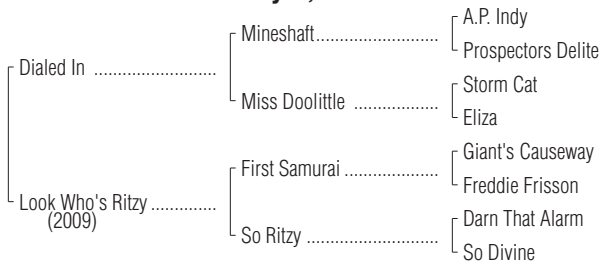 A.P. Indy
Mineshaft
Prospectors Delite
Dialed In
Storm Cat
Miss Doolittle
Eliza
Giant's Causeway
First Samurai
Freddie Frisson
Look Who's Ritzy
(2009)
Darn That Alarm
So Ritzy
So Divine